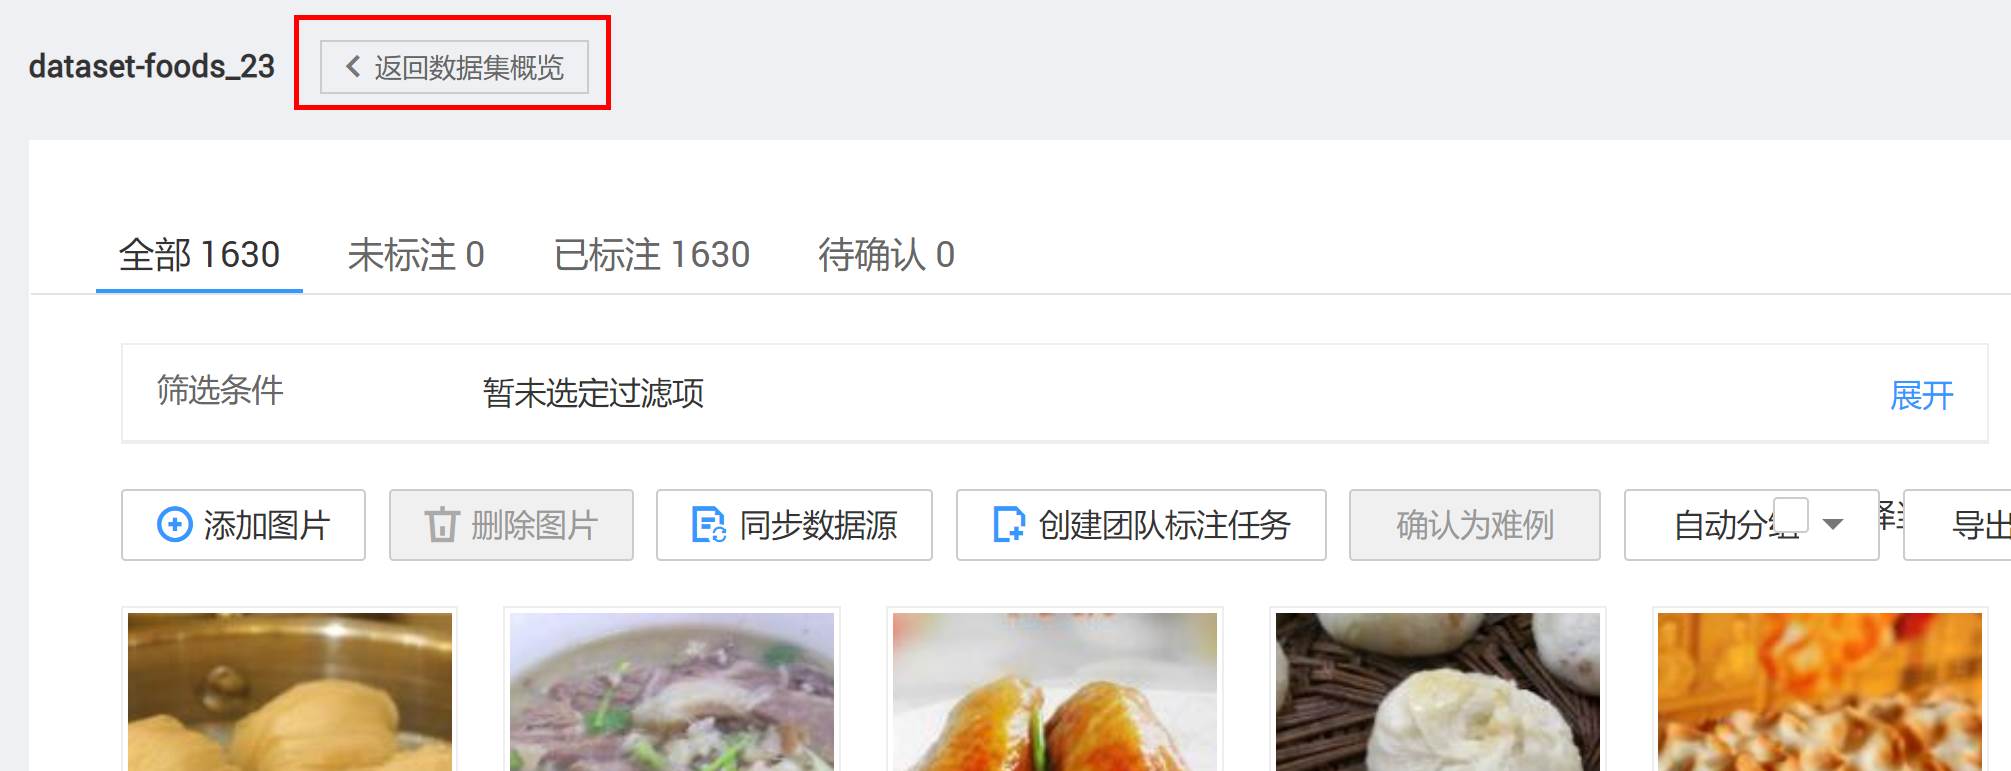 dataset-foods_23 返回数据集概览
全部 1630 未标注 0 已标注 1630 待确认 0
筛选条件 暂未选定过滤项 展开
添加图片 删除图片 同步数据源 创建团队标注任务 确认为难例 自动分组 导出